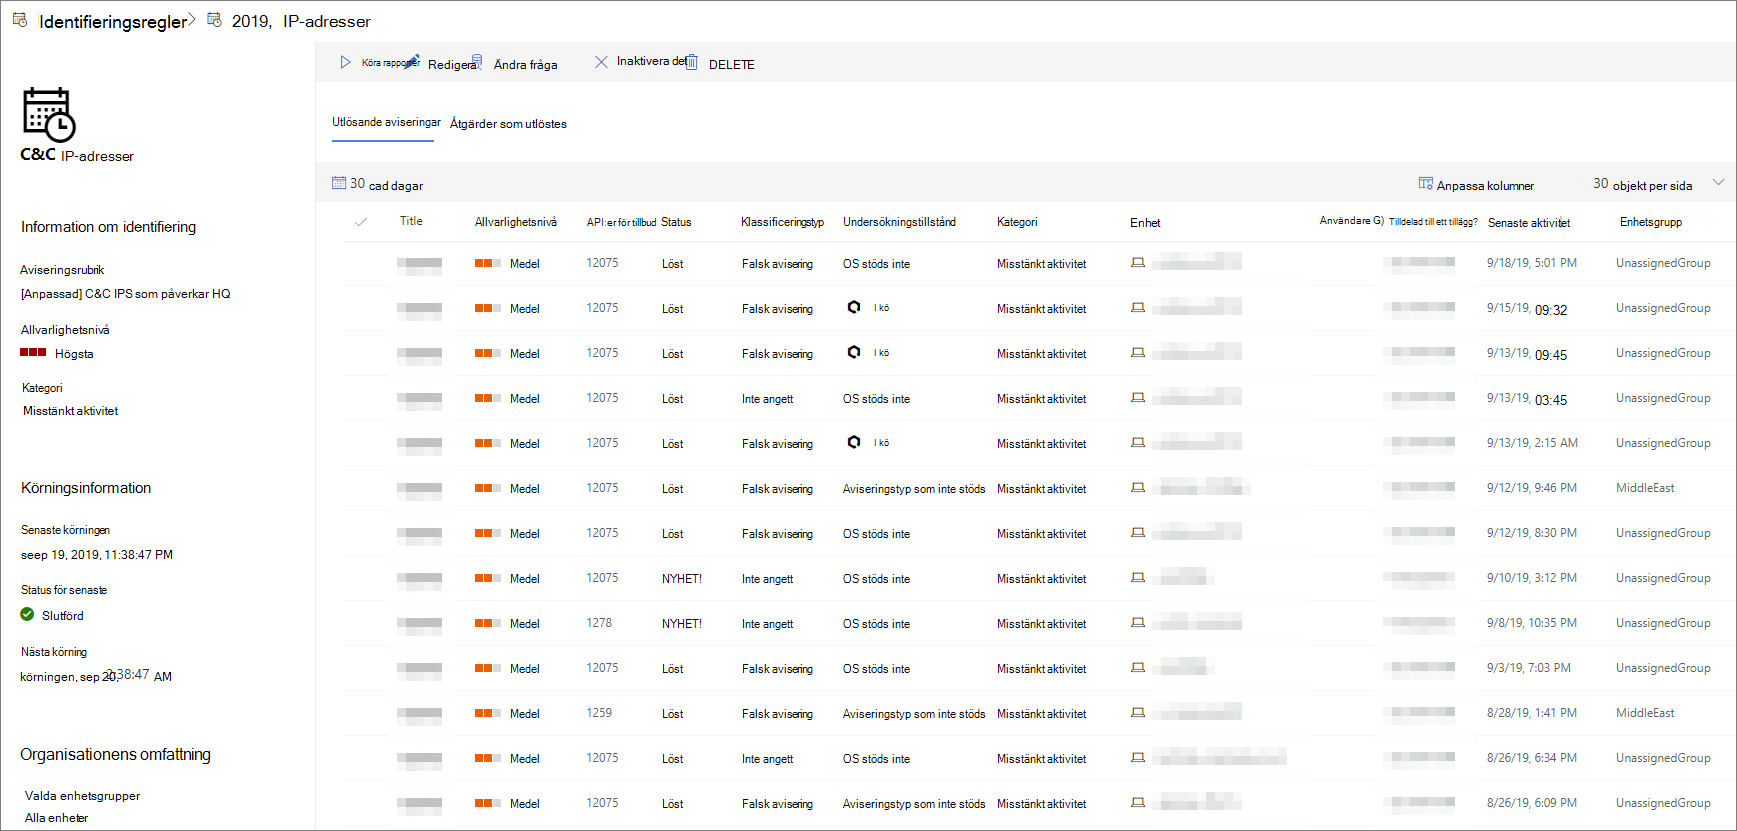 Identifieringsregler 2019, IP-adresser
Köra rapporter Redigera Ändra fråga Inaktivera det DELETE
C&C IP-adresser
Utlösande aviseringar Åtgärder som utlöstes
30 cad dagar Anpassa kolumner 30 objekt per sida
Title Allvarlighetsnivå API:er för tillbud Status Klassificeringstyp Undersökningstillstånd Kategori Enhet Användare G) Tilldelad till ett tillägg? Senaste aktivitet Enhetsgrupp
Medel 12075 Löst Falsk avisering OS stöds inte Misstänkt aktivitet 9/18/19, 5:01 PM UnassignedGroup
Medel 12075 Löst Falsk avisering I kö Misstänkt aktivitet 9/15/19, 09:32 UnassignedGroup
Medel 12075 Löst Falsk avisering I kö Misstänkt aktivitet 9/13/19, 09:45 UnassignedGroup
Medel 12075 Löst Inte angett OS stöds inte Misstänkt aktivitet 9/13/19, 03:45 UnassignedGroup
Medel 12075 Löst Falsk avisering I kö Misstänkt aktivitet 9/13/19, 2:15 AM UnassignedGroup
Medel 12075 Löst Falsk avisering Aviseringstyp som inte stöds Misstänkt aktivitet 9/12/19, 9:46 PM MiddleEast
Medel 12075 Löst Falsk avisering OS stöds inte Misstänkt aktivitet 9/12/19, 8:30 PM UnassignedGroup
Medel 12075 NYHET! Inte angett OS stöds inte Misstänkt aktivitet 9/10/19, 3:12 PM UnassignedGroup
Medel 1278 NYHET! Inte angett OS stöds inte Misstänkt aktivitet 9/8/19, 10:35 PM UnassignedGroup
Medel 12075 Löst Falsk avisering OS stöds inte Misstänkt aktivitet 9/3/19, 7:03 PM UnassignedGroup
Medel 1259 Löst Falsk avisering Aviseringstyp som inte stöds Misstänkt aktivitet 8/28/19, 1:41 PM MiddleEast
Medel 12075 Löst Inte angett OS stöds inte Misstänkt aktivitet 8/26/19, 6:34 PM UnassignedGroup
Medel 12075 Löst Falsk avisering Aviseringstyp som inte stöds Misstänkt aktivitet 8/26/19, 6:09 PM UnassignedGroup
Information om identifiering
Aviseringsrubrik
[Anpassad] C&C IPS som påverkar HQ
Allvarlighetsnivå
Högsta
Kategori
Misstänkt aktivitet
Körningsinformation
Senaste körningen
seep 19, 2019, 11:38:47 PM
Status för senaste
Slutförd
Nästa körning
körningen, sep 20, 2:38:47 AM
Organisationens omfattning
Valda enhetsgrupper
Alla enheter